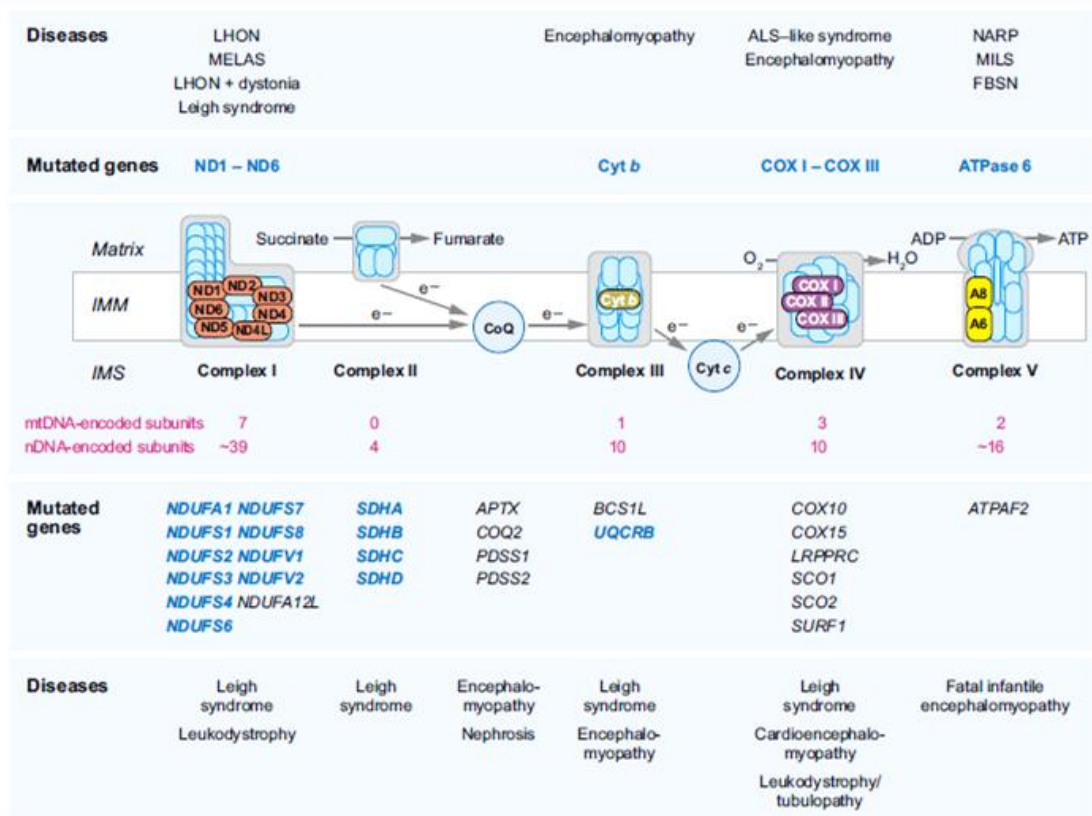 Diseases
LHON
MELAS
LHON + dystonia
Leigh syndrome
Encephalomyopathy
ALS–like syndrome
Encephalomyopathy
NARP
MILS
FBSN
Mutated genes ND1 – ND6 Cyt b COX I – COX III ATPase 6
Matrix
IMM
IMS
ND1
ND2
ND3
ND6
ND4
ND5
ND4L
Complex I
Succinate
Fumarate
Complex II
e–
e–
CoQ
e–
Cyt b
Complex III
e–
Cyt c
e–
O2
H2O
COX I
COX II
COX III
Complex IV
ADP
ATP
A8
A6
Complex V
mtDNA-encoded subunits 7 0 1 3 2
nDNA-encoded subunits ~39 4 10 10 ~16
Mutated
genes
NDUFA1 NDUFS7
NDUFS1 NDUFS8
NDUFS2 NDUFV1
NDUFS3 NDUFV2
NDUFS4 NDUFA12L
NDUFS6
SDHA
SDHB
SDHC
SDHD
APTX
COQ2
PDSS1
PDSS2
BCS1L
UQCRB
COX10
COX15
LRPPRC
SCO1
SCO2
SURF1
ATPAF2
Diseases
Leigh
syndrome
Leukodystrophy
Leigh
syndrome
Encephalo-
myopathy
Nephrosis
Leigh
syndrome
Encephalo-
myopathy
Leigh
syndrome
Cardioencephalo-
myopathy
Leukodystrophy/
tubulopathy
Fatal infantile
encephalomyopathy